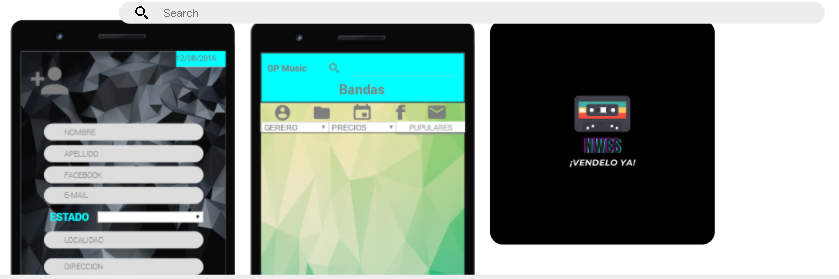 Search
12/08/2016
NOMBRE
APELLIDO
FACEBOOK
E-MAIL
ESTADO
LOCALIDAD
DIRECCION
GP Music
Bandas
GERERO
PRECIOS
PUPULARES
NWES
¡VENDELO YA!